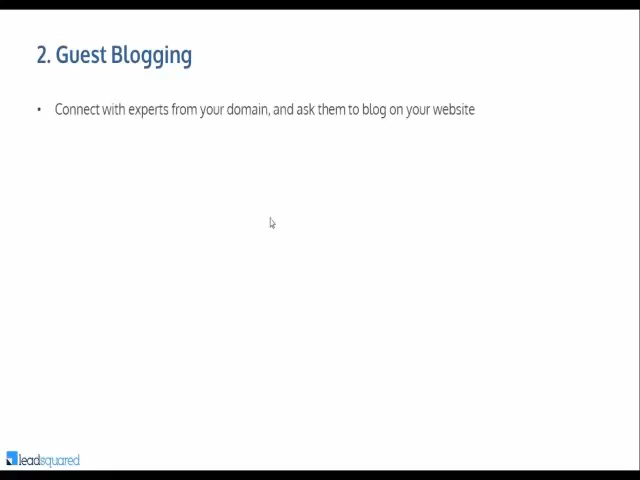 2. Guest Blogging
• Connect with experts from your domain, and ask them to blog on your website
leadsquared